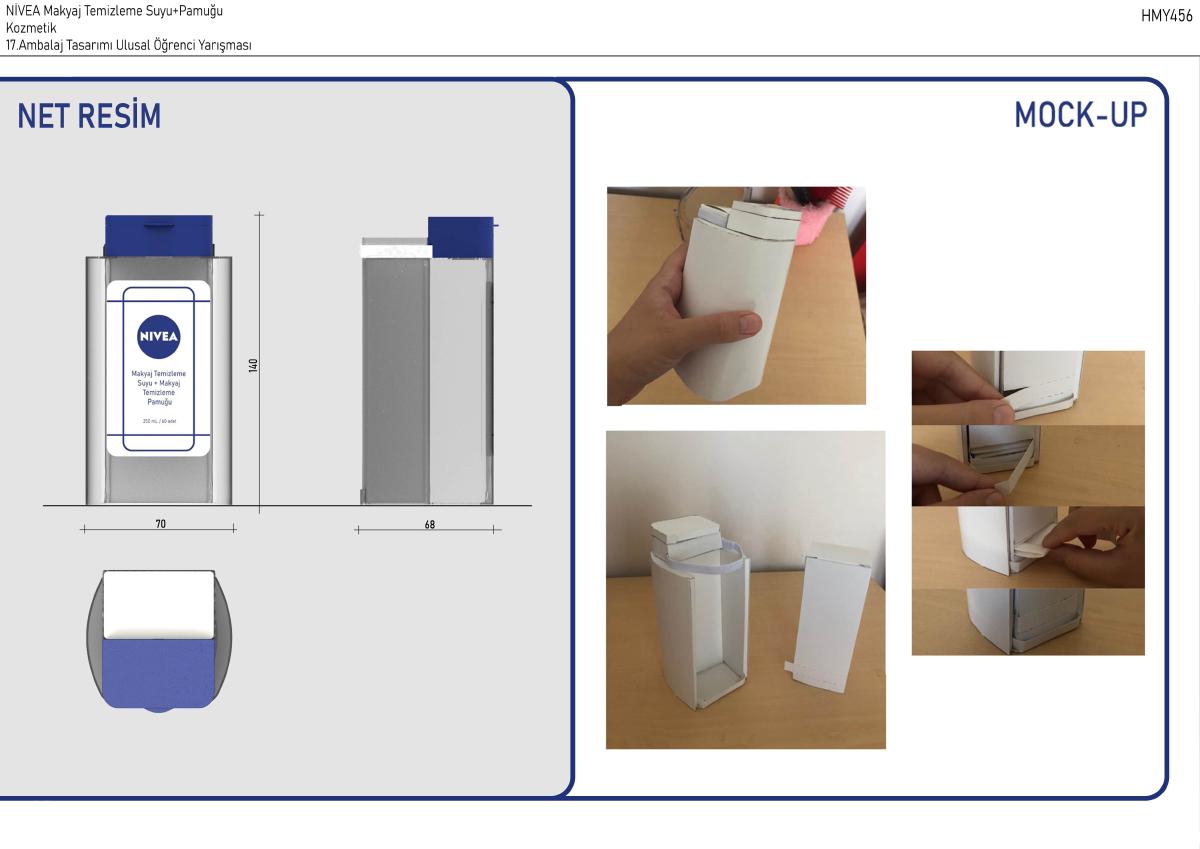 NİVEA Makyaj Temizleme Suyu+Pamuğu
Kozmetik
17.Ambalaj Tasarımı Ulusal Öğrenci Yarışması
HMY456
NET RESİM
MOCK-UP
NIVEA
Makyaj Temizleme
Suyu + Makyaj
Temizleme
Pamuğu
250 mL / 60 adet
140
70
68